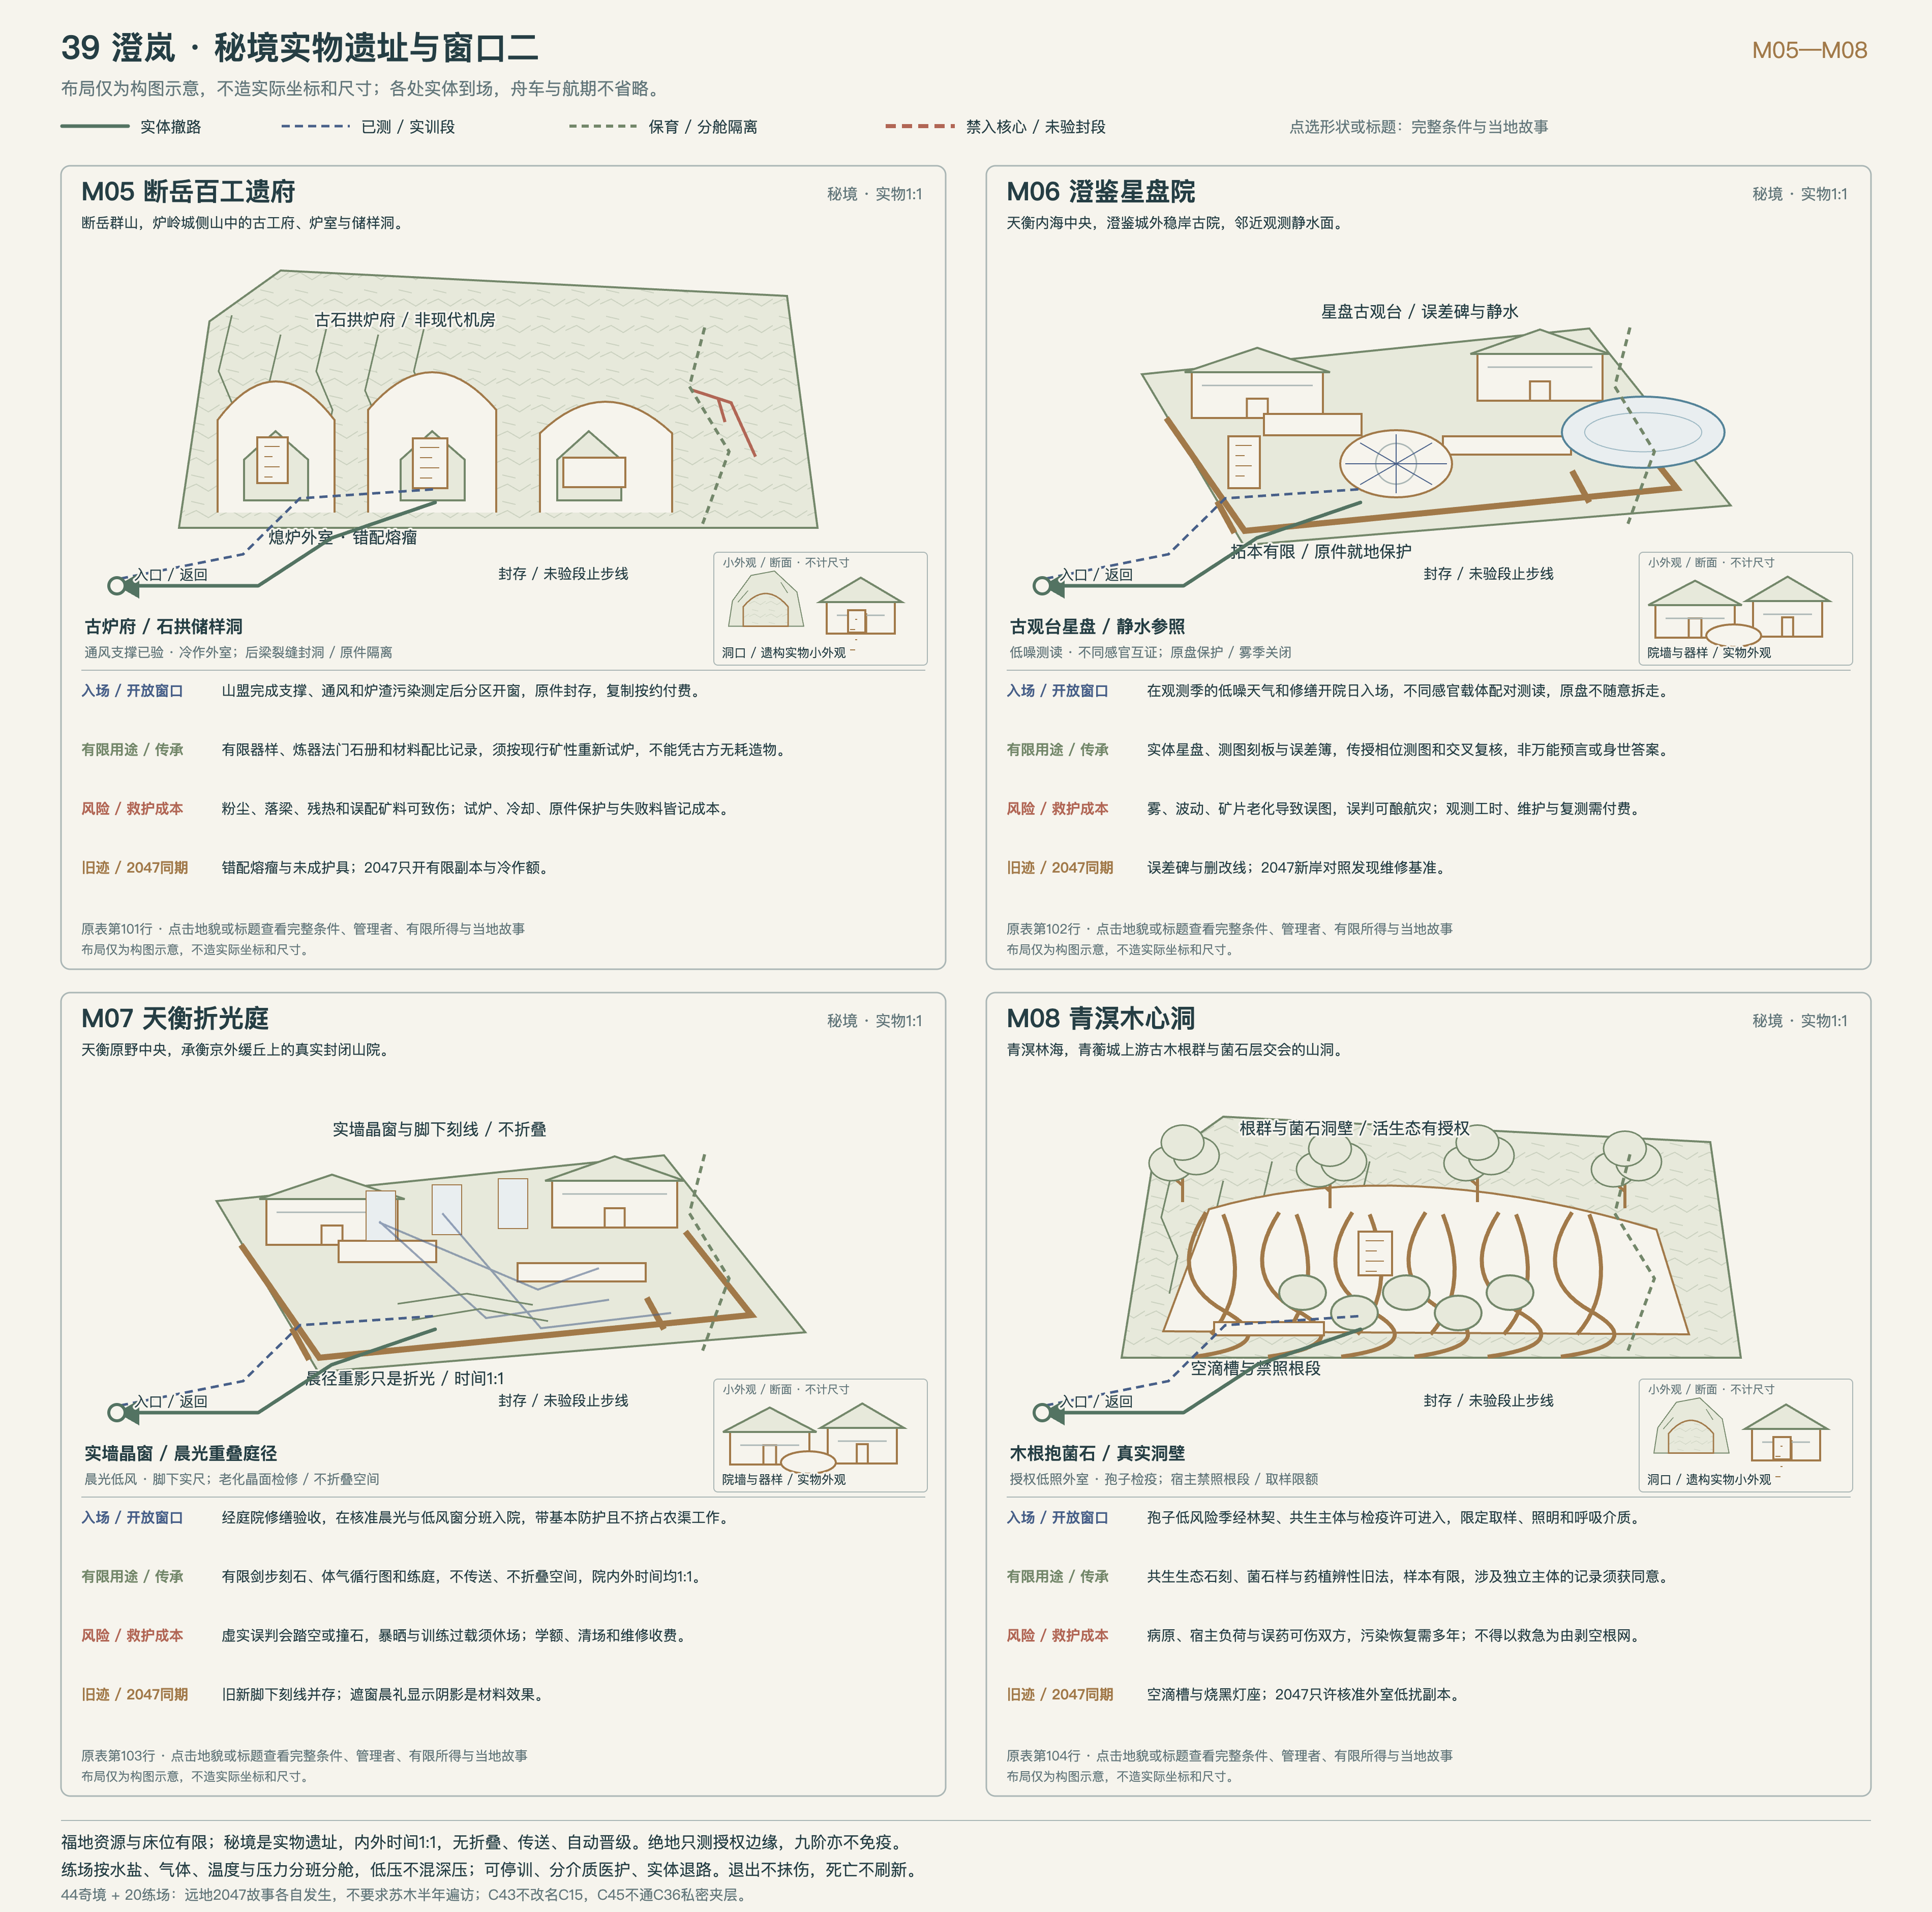 39 澄岚 · 秘境实物遗址与窗口二
M05—M08
布局仅为构图示意，不造实际坐标和尺寸；各处实体到场，舟车与航期不省略。
实体撤路
已测 / 实训段
保育 / 分舱隔离
禁入核心 / 未验封段
点选形状或标题：完整条件与当地故事
M05 断岳百工遗府
秘境 · 实物1:1
断岳群山，炉岭城侧山中的古工府、炉室与储样洞。
古石拱炉府 / 非现代机房
熄炉外室 · 错配熔瘤
入口 / 返回
封存 / 未验段止步线
小外观 / 断面 · 不计尺寸
洞口 / 遗构实物小外观
古炉府 / 石拱储样洞
通风支撑已验 · 冷作外室；后梁裂缝封洞 / 原件隔离
入场 / 开放窗口
山盟完成支撑、通风和炉渣污染测定后分区开窗，原件封存，复制按约付费。
有限用途 / 传承
有限器样、炼器法门石册和材料配比记录，须按现行矿性重新试炉，不能凭古方无耗造物。
风险 / 救护成本
粉尘、落梁、残热和误配矿料可致伤；试炉、冷却、原件保护与失败料皆记成本。
旧迹 / 2047同期
错配熔瘤与未成护具；2047只开有限副本与冷作额。
原表第101行 · 点击地貌或标题查看完整条件、管理者、有限所得与当地故事
布局仅为构图示意，不造实际坐标和尺寸。
M06 澄鉴星盘院
秘境 · 实物1:1
天衡内海中央，澄鉴城外稳岸古院，邻近观测静水面。
星盘古观台 / 误差碑与静水
拓本有限 / 原件就地保护
入口 / 返回
封存 / 未验段止步线
小外观 / 断面 · 不计尺寸
院墙与器样 / 实物外观
古观台星盘 / 静水参照
低噪测读 · 不同感官互证；原盘保护 / 雾季关闭
入场 / 开放窗口
在观测季的低噪天气和修缮开院日入场，不同感官载体配对测读，原盘不随意拆走。
有限用途 / 传承
实体星盘、测图刻板与误差簿，传授相位测图和交叉复核，非万能预言或身世答案。
风险 / 救护成本
雾、波动、矿片老化导致误图，误判可酿航灾；观测工时、维护与复测需付费。
旧迹 / 2047同期
误差碑与删改线；2047新岸对照发现维修基准。
原表第102行 · 点击地貌或标题查看完整条件、管理者、有限所得与当地故事
布局仅为构图示意，不造实际坐标和尺寸。
M07 天衡折光庭
秘境 · 实物1:1
天衡原野中央，承衡京外缓丘上的真实封闭山院。
实墙晶窗与脚下刻线 / 不折叠
晨径重影只是折光 / 时间1:1
入口 / 返回
封存 / 未验段止步线
小外观 / 断面 · 不计尺寸
院墙与器样 / 实物外观
实墙晶窗 / 晨光重叠庭径
晨光低风 · 脚下实尺；老化晶面检修 / 不折叠空间
入场 / 开放窗口
经庭院修缮验收，在核准晨光与低风窗分班入院，带基本防护且不挤占农渠工作。
有限用途 / 传承
有限剑步刻石、体气循行图和练庭，不传送、不折叠空间，院内外时间均1:1。
风险 / 救护成本
虚实误判会踏空或撞石，暴晒与训练过载须休场；学额、清场和维修收费。
旧迹 / 2047同期
旧新脚下刻线并存；遮窗晨礼显示阴影是材料效果。
原表第103行 · 点击地貌或标题查看完整条件、管理者、有限所得与当地故事
布局仅为构图示意，不造实际坐标和尺寸。
M08 青溟木心洞
秘境 · 实物1:1
青溟林海，青蘅城上游古木根群与菌石层交会的山洞。
根群与菌石洞壁 / 活生态有授权
空滴槽与禁照根段
入口 / 返回
封存 / 未验段止步线
小外观 / 断面 · 不计尺寸
洞口 / 遗构实物小外观
木根抱菌石 / 真实洞壁
授权低照外室 · 孢子检疫；宿主禁照根段 / 取样限额
入场 / 开放窗口
孢子低风险季经林契、共生主体与检疫许可进入，限定取样、照明和呼吸介质。
有限用途 / 传承
共生生态石刻、菌石样与药植辨性旧法，样本有限，涉及独立主体的记录须获同意。
风险 / 救护成本
病原、宿主负荷与误药可伤双方，污染恢复需多年；不得以救急为由剥空根网。
旧迹 / 2047同期
空滴槽与烧黑灯座；2047只许核准外室低扰副本。
原表第104行 · 点击地貌或标题查看完整条件、管理者、有限所得与当地故事
布局仅为构图示意，不造实际坐标和尺寸。
福地资源与床位有限；秘境是实物遗址，内外时间1:1，无折叠、传送、自动晋级。绝地只测授权边缘，九阶亦不免疫。
练场按水盐、气体、温度与压力分班分舱，低压不混深压；可停训、分介质医护、实体退路。退出不抹伤，死亡不刷新。
44奇境 + 20练场：远地2047故事各自发生，不要求苏木半年遍访；C43不改名C15，C45不通C36私密夹层。